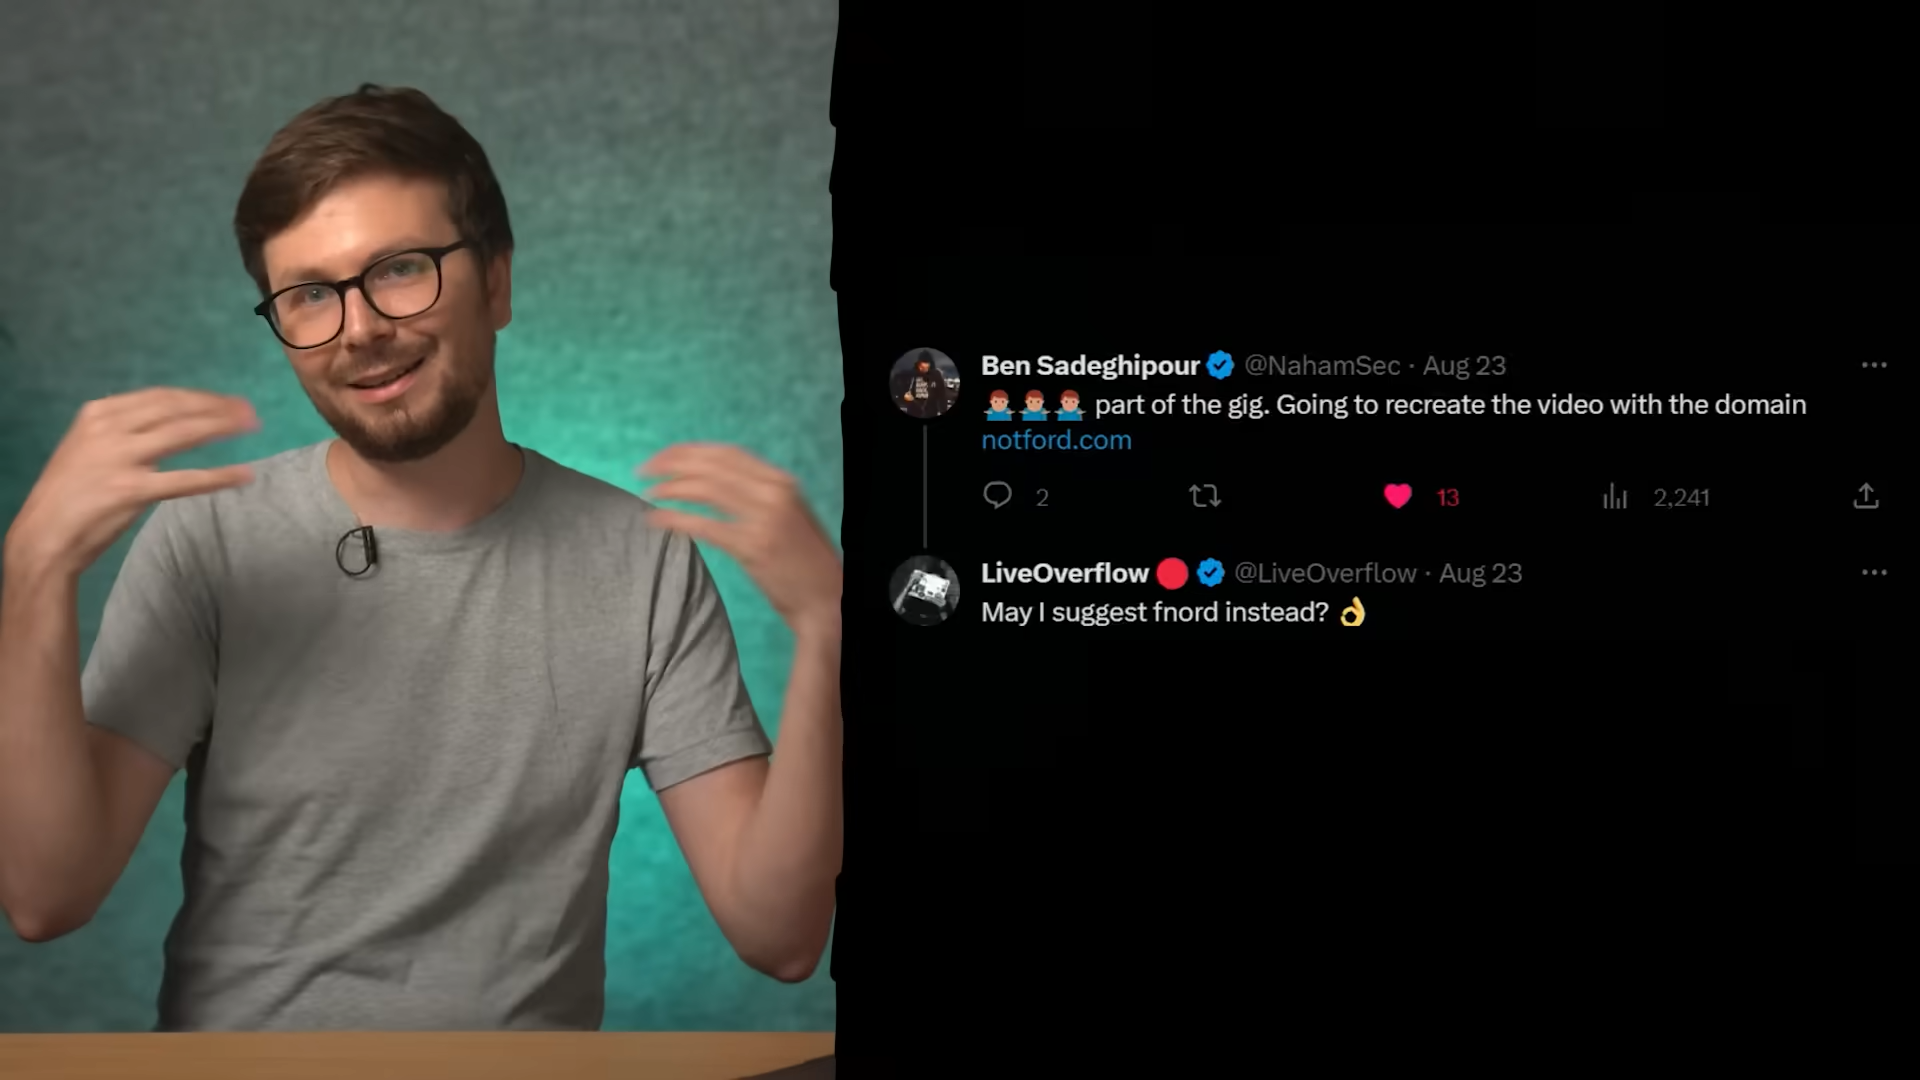 Ben Sadeghipour @NahamSec · Aug 23
🤷🏻‍♂️🤷🏻‍♂️🤷🏻‍♂️ part of the gig. Going to recreate the video with the domain
notford.com
2 13 2,241
LiveOverflow 🔴 @LiveOverflow · Aug 23
May I suggest fnord instead? 👌